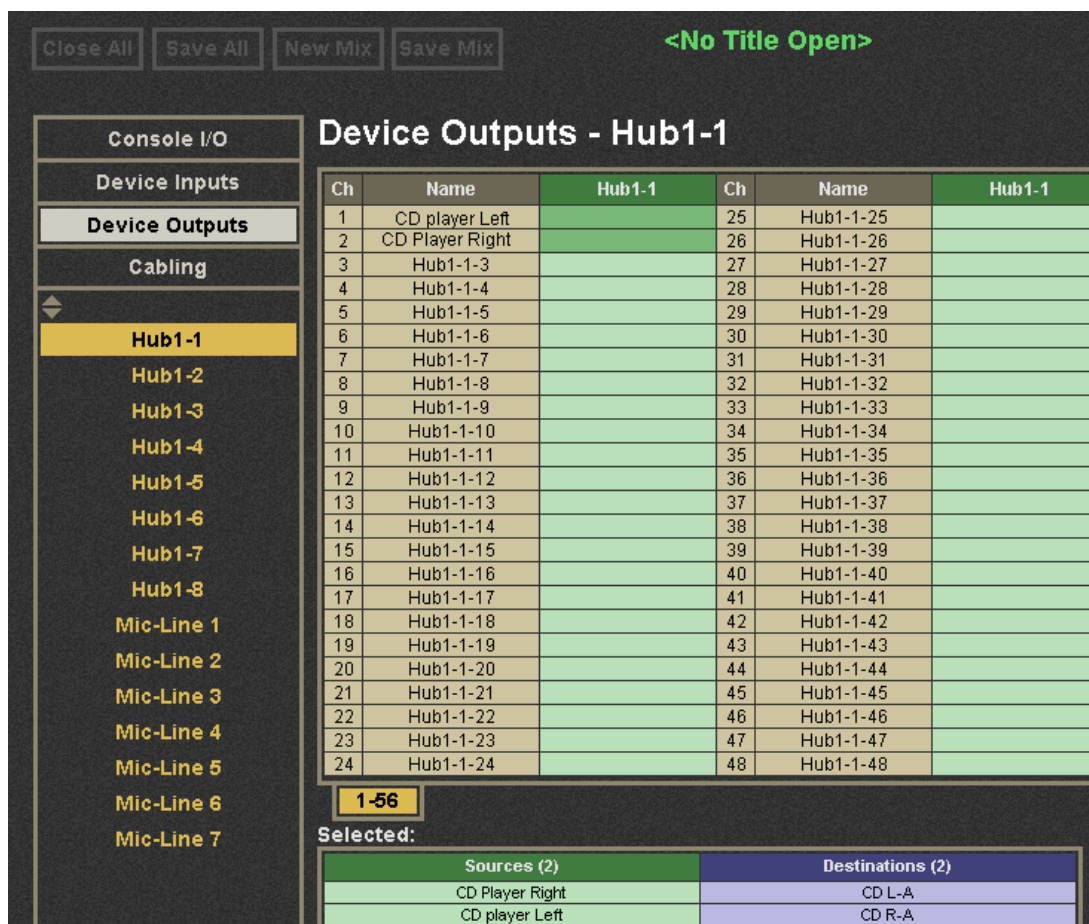 Close All Save All New Mix Save Mix <No Title Open>
Console I/O
Device Inputs
Device Outputs
Cabling
Hub1-1
Hub1-2
Hub1-3
Hub1-4
Hub1-5
Hub1-6
Hub1-7
Hub1-8
Mic-Line 1
Mic-Line 2
Mic-Line 3
Mic-Line 4
Mic-Line 5
Mic-Line 6
Mic-Line 7
Device Outputs - Hub1-1
Ch Name Hub1-1 Ch Name Hub1-1
1 CD player Left 25 Hub1-1-25
2 CD Player Right 26 Hub1-1-26
3 Hub1-1-3 27 Hub1-1-27
4 Hub1-1-4 28 Hub1-1-28
5 Hub1-1-5 29 Hub1-1-29
6 Hub1-1-6 30 Hub1-1-30
7 Hub1-1-7 31 Hub1-1-31
8 Hub1-1-8 32 Hub1-1-32
9 Hub1-1-9 33 Hub1-1-33
10 Hub1-1-10 34 Hub1-1-34
11 Hub1-1-11 35 Hub1-1-35
12 Hub1-1-12 36 Hub1-1-36
13 Hub1-1-13 37 Hub1-1-37
14 Hub1-1-14 38 Hub1-1-38
15 Hub1-1-15 39 Hub1-1-39
16 Hub1-1-16 40 Hub1-1-40
17 Hub1-1-17 41 Hub1-1-41
18 Hub1-1-18 42 Hub1-1-42
19 Hub1-1-19 43 Hub1-1-43
20 Hub1-1-20 44 Hub1-1-44
21 Hub1-1-21 45 Hub1-1-45
22 Hub1-1-22 46 Hub1-1-46
23 Hub1-1-23 47 Hub1-1-47
24 Hub1-1-24 48 Hub1-1-48
1-56
Selected:
Sources (2) Destinations (2)
CD Player Right CD L-A
CD player Left CD R-A